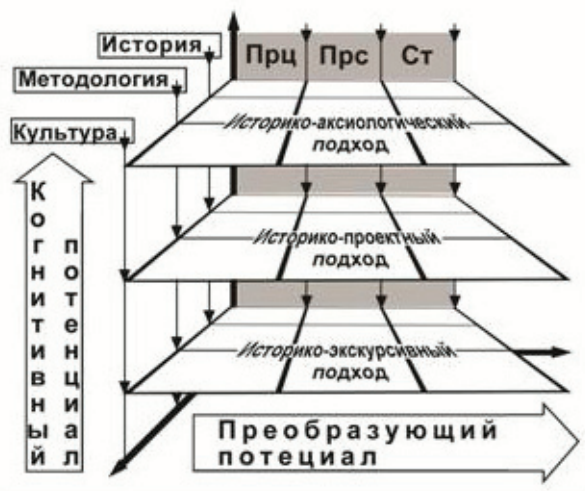 История
Прц Прс Ст
Методология
Культура
Историко-аксиологический
подход
Историко-проектный
подход
Историко-экскурсивный
подход
Когнитивный
потенциал
Преобразующий
потециал